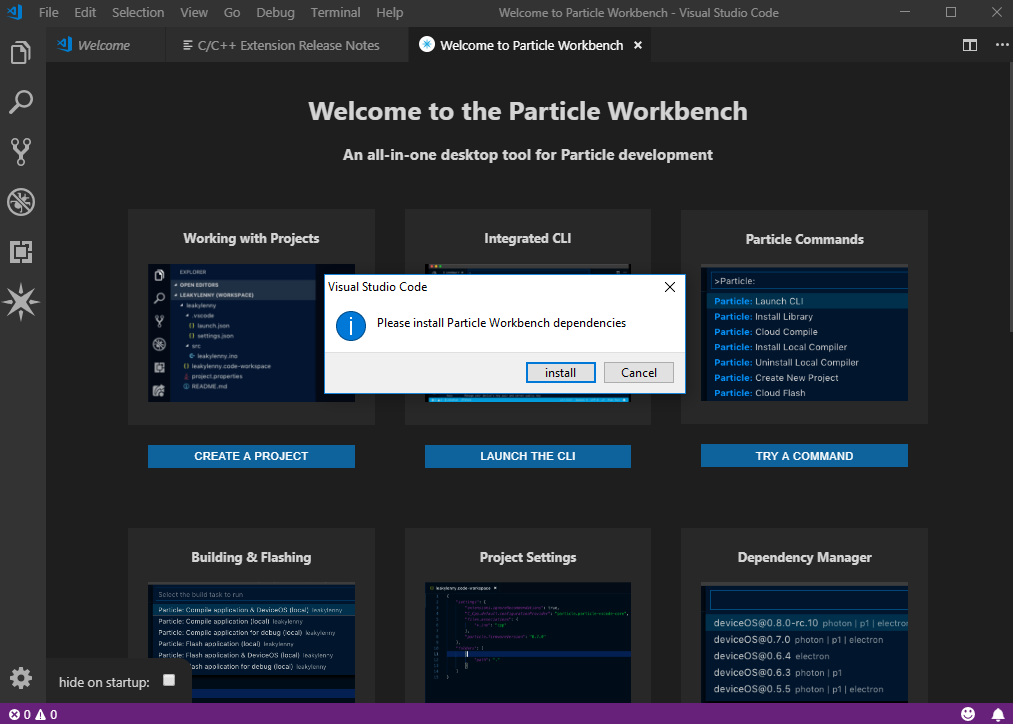 File Edit Selection View Go Debug Terminal Help Welcome to Particle Workbench - Visual Studio Code
Welcome C/C++ Extension Release Notes Welcome to Particle Workbench
Welcome to the Particle Workbench
An all-in-one desktop tool for Particle development
Working with Projects
EXPLORER
OPEN EDITORS
LEAKYLENNY (WORKSPACE)
leakylenny
.vscode
launch.json
settings.json
src
leakylenny.ino
leakylenny.code-workspace
project.properties
README.md
CREATE A PROJECT
Integrated CLI
LAUNCH THE CLI
Particle Commands
>Particle:
Particle: Launch CLI
Particle: Install Library
Particle: Cloud Compile
Particle: Install Local Compiler
Particle: Uninstall Local Compiler
Particle: Create New Project
Particle: Cloud Flash
TRY A COMMAND
Visual Studio Code
Please install Particle Workbench dependencies
install Cancel
Building & Flashing
Select the build task to run
Particle: Compile application & DeviceOS (local) leakylenny
Particle: Compile application (local) leakylenny
Particle: Compile application for debug (local) leakylenny
Particle: Flash application & DeviceOS (local) leakylenny
Flash application (local) leakylenny
ash application for debug (local) leakylenny
Project Settings
leakylenny.code-workspace
Dependency Manager
deviceOS@0.8.0-rc.10 photon | p1 | electron
deviceOS@0.7.0 photon | p1 | electron
deviceOS@0.6.4 electron
deviceOS@0.6.3 photon | p1
deviceOS@0.5.5 photon | p1 | electron
hide on startup:
0 0